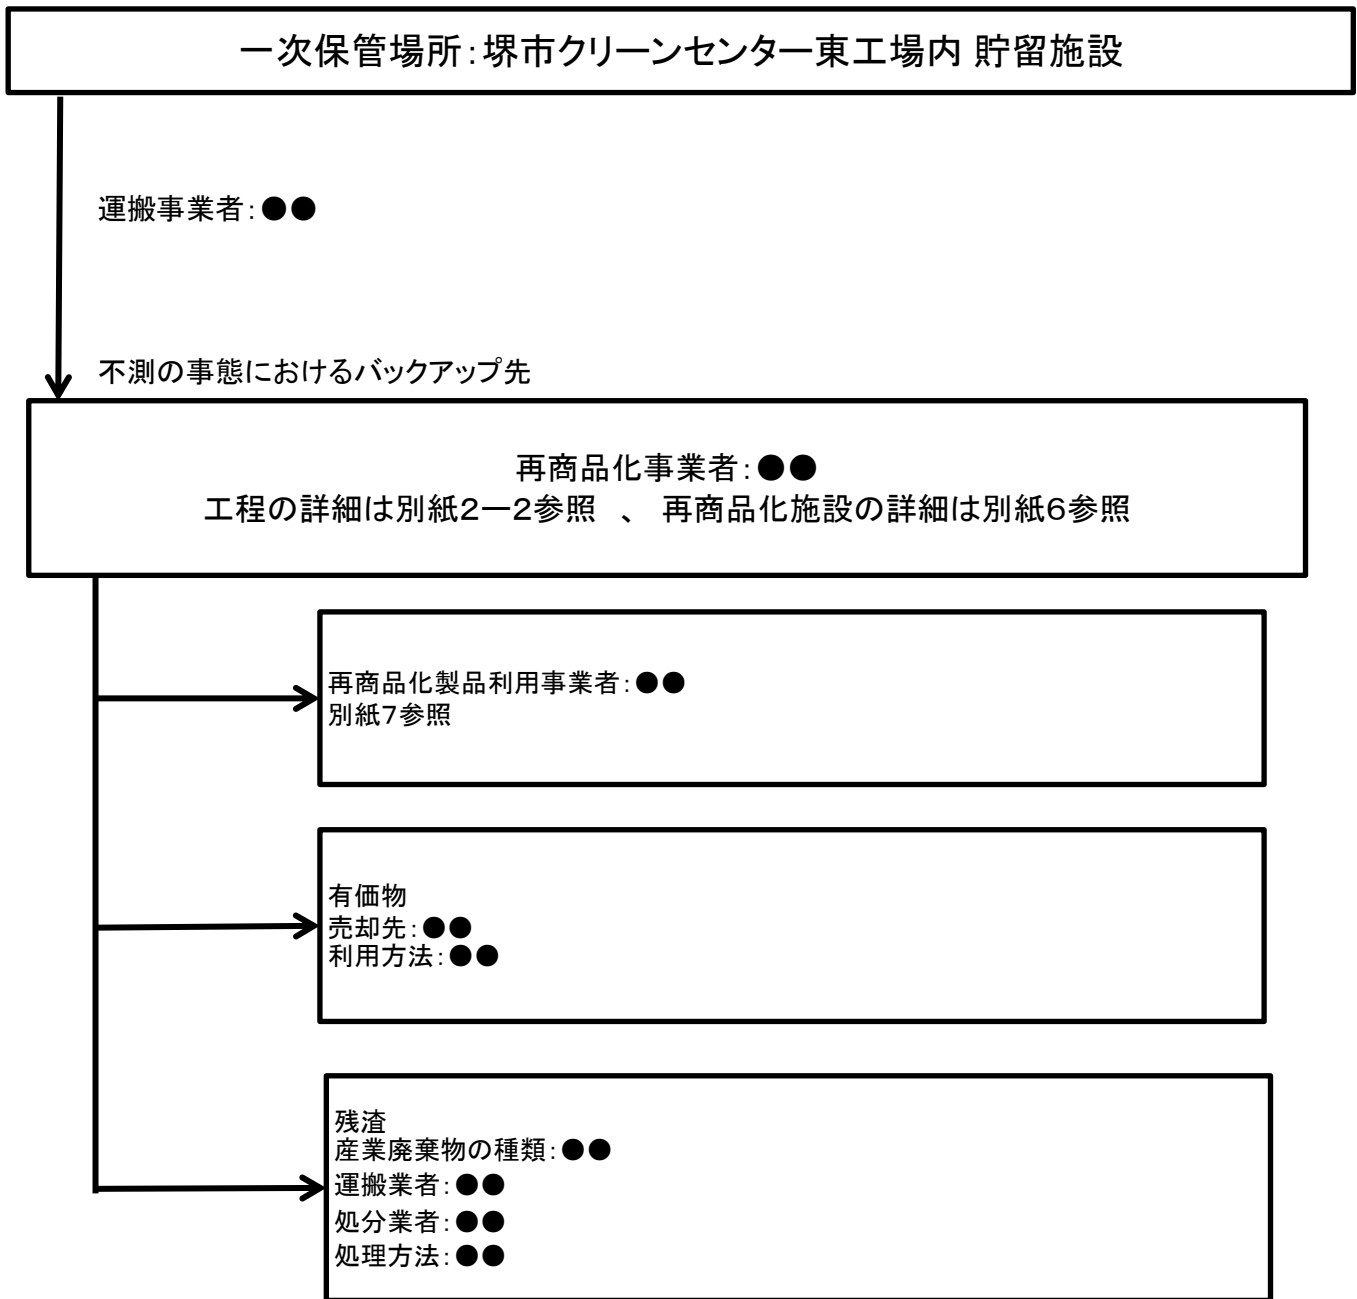 一次保管場所：堺市クリーンセンター東工場内 貯留施設
運搬事業者：●●
不測の事態におけるバックアップ先
再商品化事業者：●●
工程の詳細は別紙２ー２参照　、　再商品化施設の詳細は別紙６参照
再商品化製品利用事業者：●●
別紙７参照
有価物
売却先：●●
利用方法：●●
残渣
産業廃棄物の種類：●●
運搬業者：●●
処分業者：●●
処理方法：●●